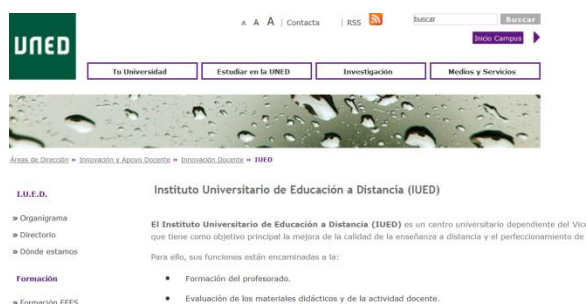 UNED
A A A | Contacta | RSS
buscar Buscar
Inicio Campus
Tu Universidad Estudiar en la UNED Investigación Medios y Servicios
Áreas de Dirección » Innovación y Apoyo Docente » Innovación Docente » IUED
I.U.E.D.
» Organigrama
» Directorio
» Dónde estamos
Formación
» Formación EEES
Instituto Universitario de Educación a Distancia (IUED)
El Instituto Universitario de Educación a Distancia (IUED) es un centro universitario dependiente del Vice
que tiene como objetivo principal la mejora de la calidad de la enseñanza a distancia y el perfeccionamiento de
Para ello, sus funciones están encaminadas a la:
• Formación del profesorado.
• Evaluación de los materiales didácticos y de la actividad docente.